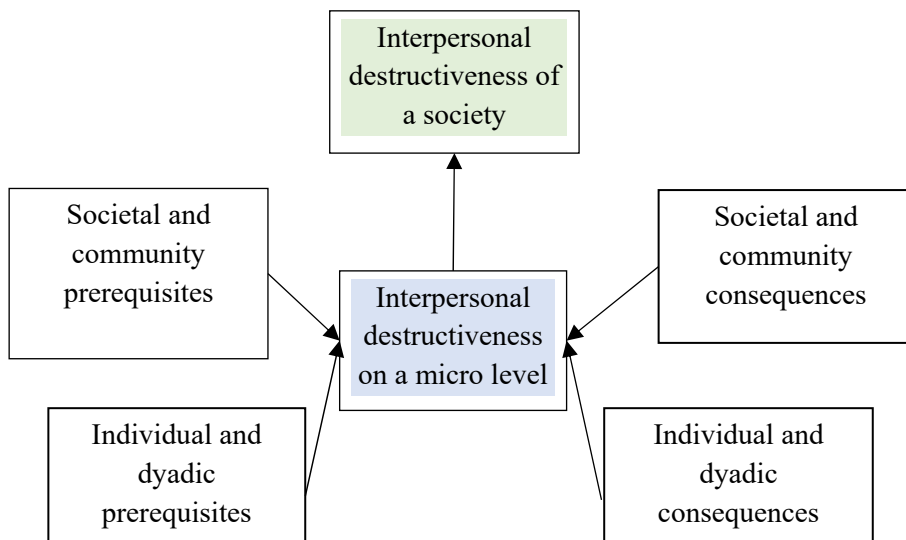 Interpersonal
destructiveness of
a society
Societal and
community
prerequisites
Societal and
community
consequences
Interpersonal
destructiveness
on a micro level
Individual and
dyadic
prerequisites
Individual and
dyadic
consequences